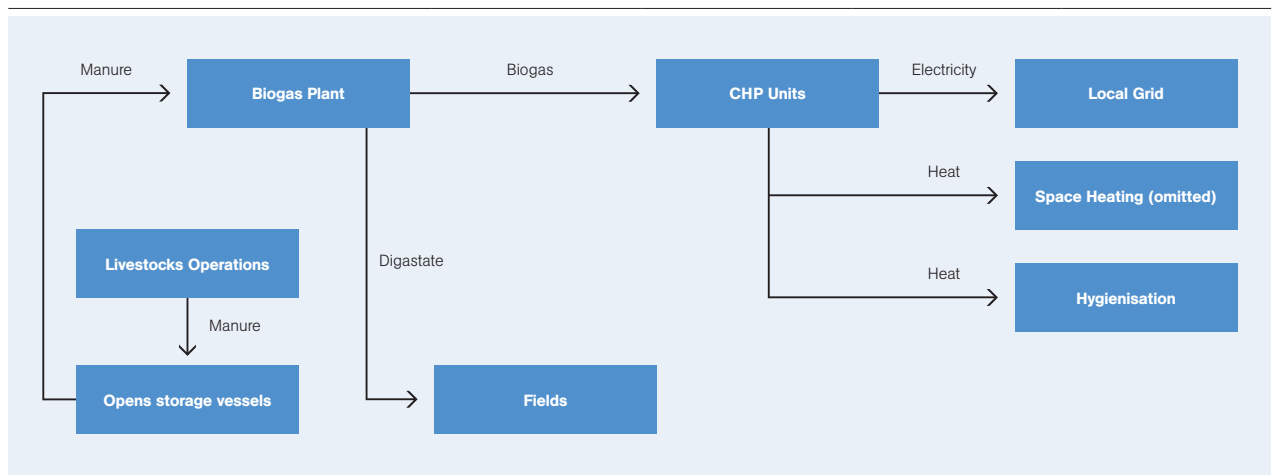 Manure
Biogas Plant
Biogas
CHP Units
Electricity
Local Grid
Heat
Space Heating (omitted)
Livestocks Operations
Digastate
Heat
Hygienisation
Manure
Opens storage vessels
Fields